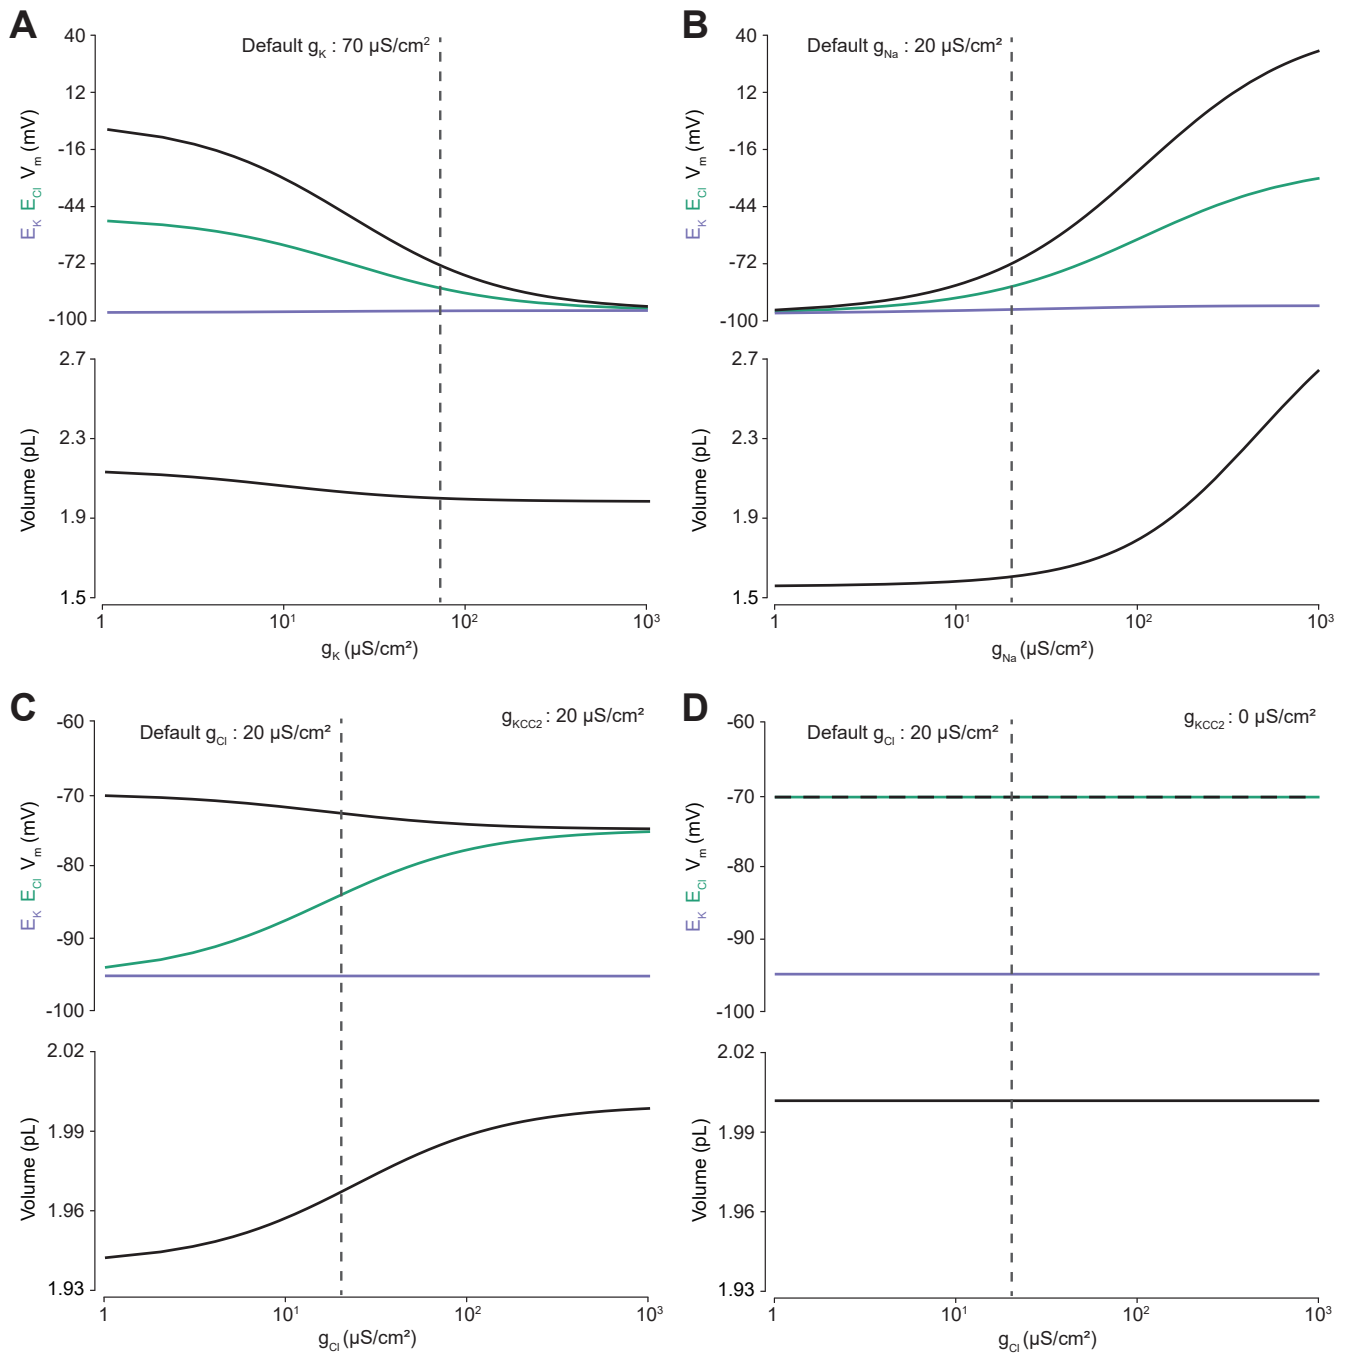 A
Default gK : 70 µS/cm²
40
12
-16
-44
-72
-100
EK ECl Vm (mV)
2.7
2.3
1.9
1.5
Volume (pL)
1
10¹
10²
10³
gK (µS/cm²)
B
Default gNa : 20 µS/cm²
40
12
-16
-44
-72
-100
EK ECl Vm (mV)
2.7
2.3
1.9
1.5
Volume (pL)
1
10¹
10²
10³
gNa (µS/cm²)
C
Default gCl : 20 µS/cm²
gKCC2 : 20 µS/cm²
-60
-70
-80
-90
-100
EK ECl Vm (mV)
2.02
1.99
1.96
1.93
Volume (pL)
1
10¹
10²
10³
gCl (µS/cm²)
D
Default gCl : 20 µS/cm²
gKCC2 : 0 µS/cm²
-60
-70
-80
-90
-100
EK ECl Vm (mV)
2.02
1.99
1.96
1.93
Volume (pL)
1
10¹
10²
10³
gCl (µS/cm²)